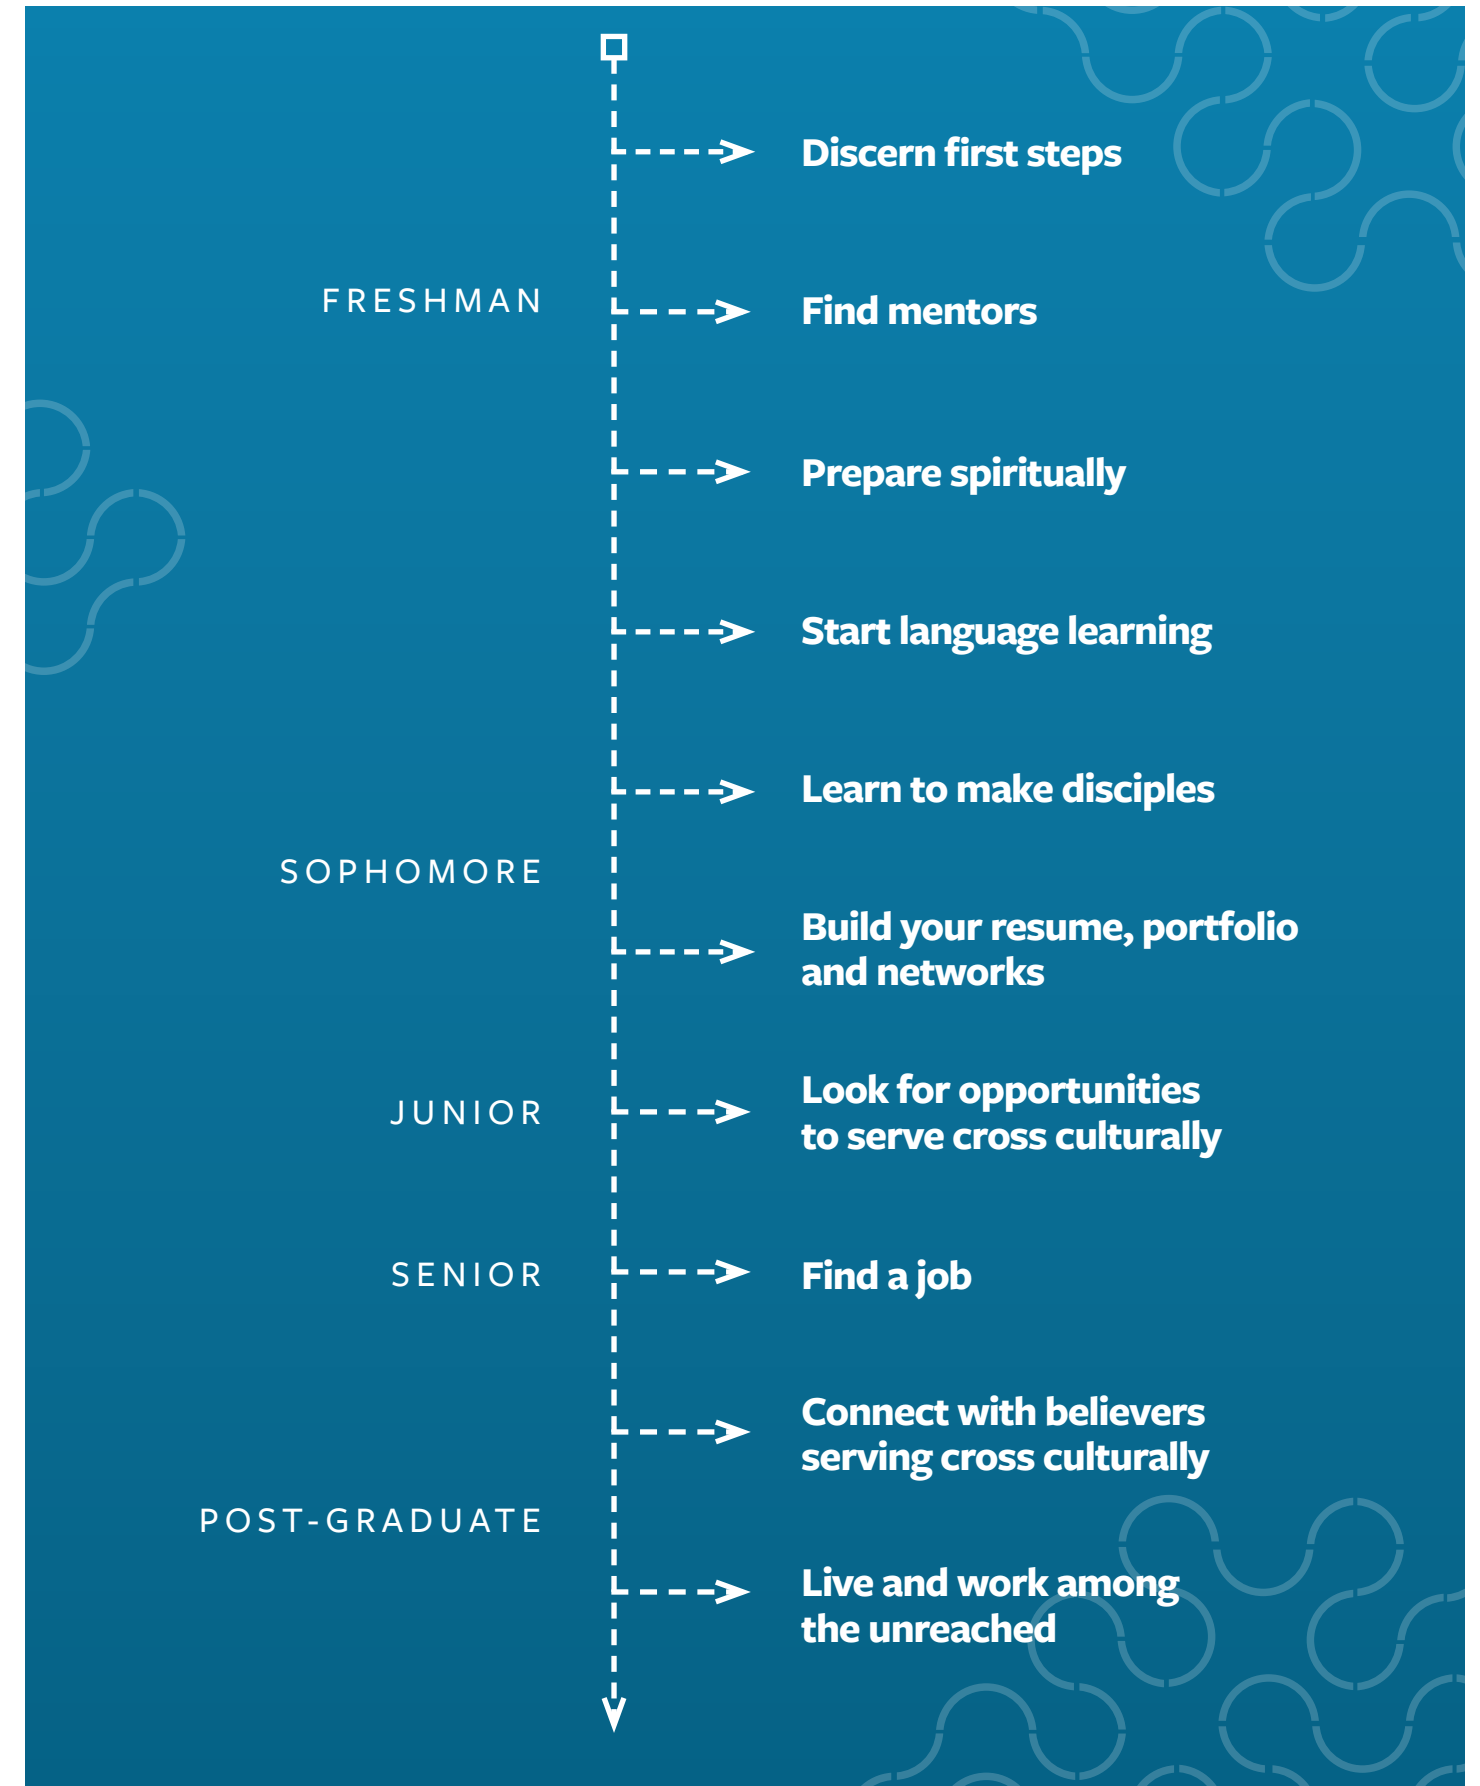 Discern first steps
FRESHMAN
Find mentors
Prepare spiritually
Start language learning
Learn to make disciples
SOPHOMORE
Build your resume, portfolio
and networks
Look for opportunities
JUNIOR
to serve cross culturally
SENIOR
Find a job
Connect with believers
serving cross culturally
POST-GRADUATE
Live and work among
the unreached